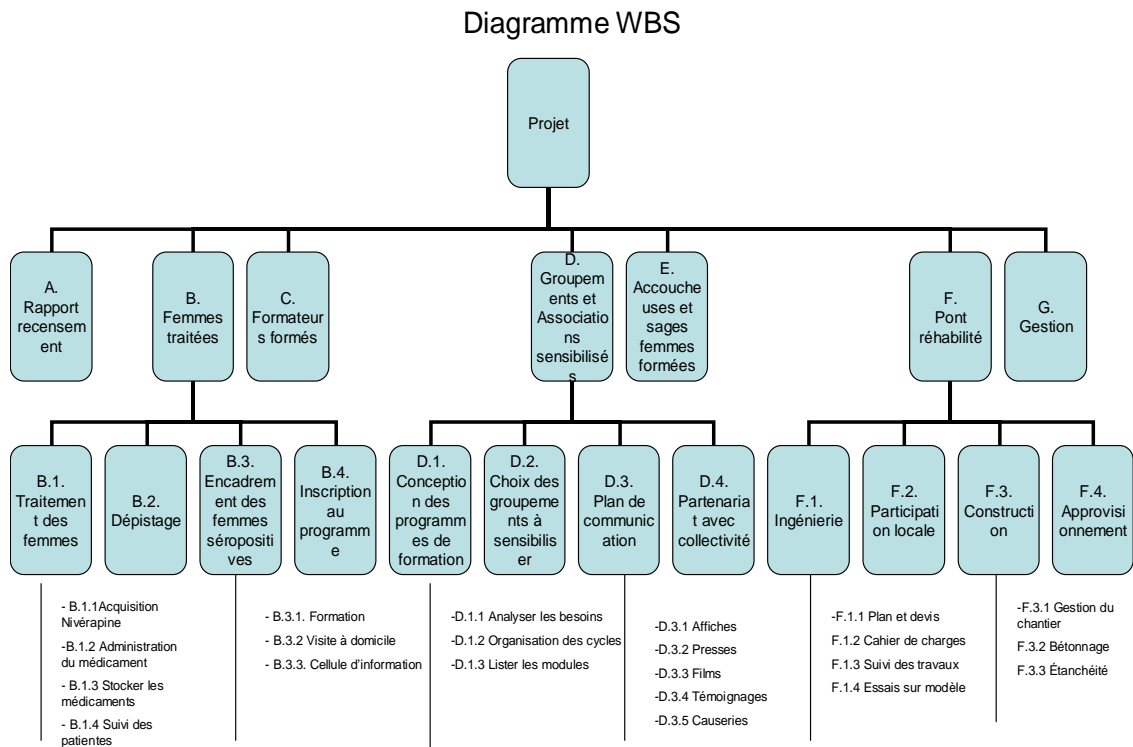 Diagramme WBS
Projet
A.
Rapport
recensem
ent
B.
Femmes
traitées
C.
Formateur
s formés
D.
Groupem
ents et
Associatio
ns
sensibilisé
s
E.
Accouche
uses et
sages
femmes
formées
F.
Pont
réhabilité
G.
Gestion
B.1.
Traitemen
t des
femmes
B.2.
Dépistage
B.3.
Encadrem
ent des
femmes
séropositi
ves
B.4.
Inscription
au
programm
e
D.1.
Conceptio
n des
programm
es de
formation
D.2.
Choix des
groupeme
nts à
sensibilis
er
D.3.
Plan de
communic
ation
D.4.
Partenaria
t avec
collectivité
F.1.
Ingénierie
F.2.
Participati
on locale
F.3.
Constructi
on
F.4.
Approvisi
onnement
- B.1.1Acquisition
Nivérapine
-B.1.2 Administration
du médicament
- B.1.3 Stocker les
médicaments
- B.1.4 Suivi des
patientes
- B.3.1. Formation
- B.3.2 Visite à domicile
- B.3.3. Cellule d'information
-D.1.1 Analyser les besoins
-D.1.2 Organisation des cycles
-D.1.3 Lister les modules
-D.3.1 Affiches
-D.3.2 Presses
-D.3.3 Films
-D.3.4 Témoignages
-D.3.5 Causeries
-F.1.1 Plan et devis
F.1.2 Cahier de charges
F.1.3 Suivi des travaux
F.1.4 Essais sur modèle
-F.3.1 Gestion du
chantier
F.3.2 Bétonnage
F.3.3 Étanchéité